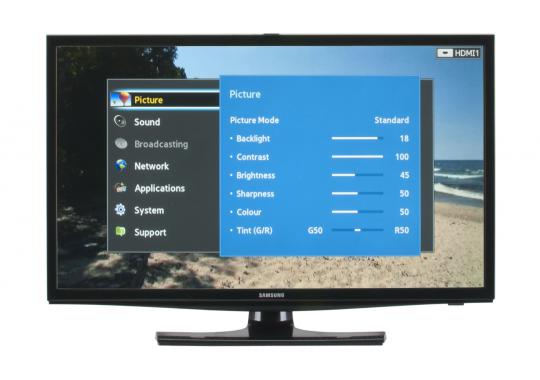 HDMI1
Picture
Sound
Broadcasting
Network
Applications
System
Support
Picture
Picture Mode Standard
· Backlight 18
· Contrast 100
· Brightness 45
· Sharpness 50
· Colour 50
· Tint (G/R) G50 R50
SAMSUNG